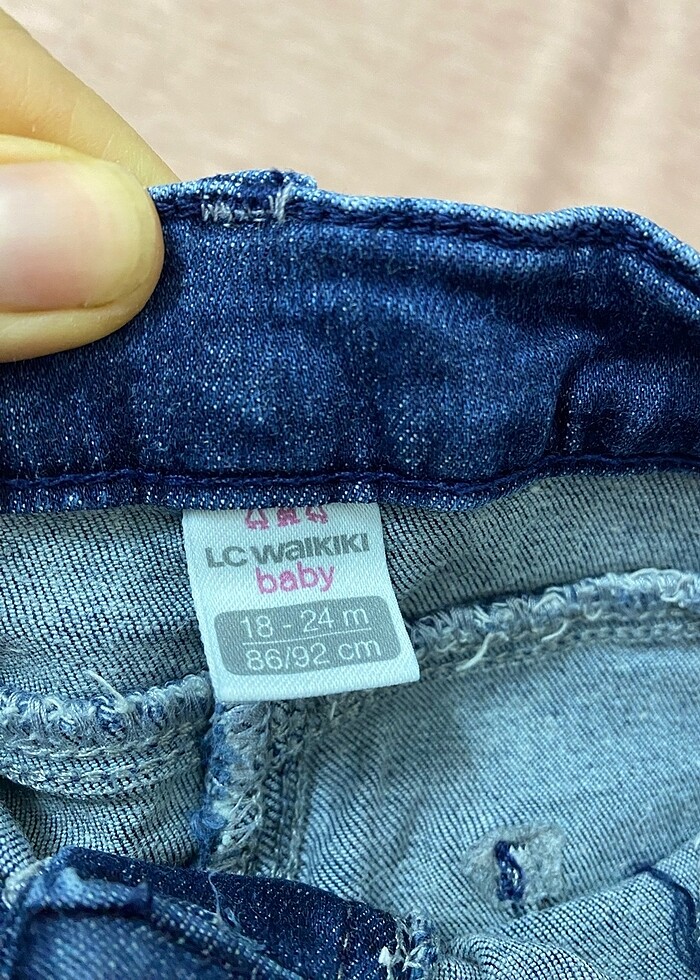 LC WAIKIKI
baby
18 - 24 m
86/92 cm